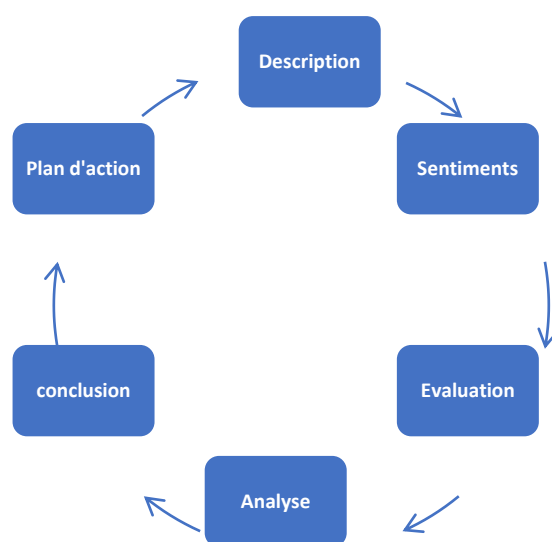 Description
Sentiments
Evaluation
Analyse
conclusion
Plan d'action